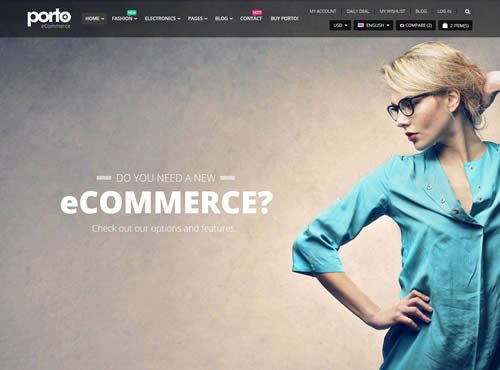 porto
eCommerce
MY ACCOUNT DAILY DEAL MY WISHLIST BLOG LOG IN
NEW HOT!
HOME FASHION ELECTRONICS PAGES BLOG CONTACT BUY PORTO!
USD ENGLISH COMPARE (2) 2 ITEM(S)
DO YOU NEED A NEW
eCOMMERCE?
Check out our options and features.